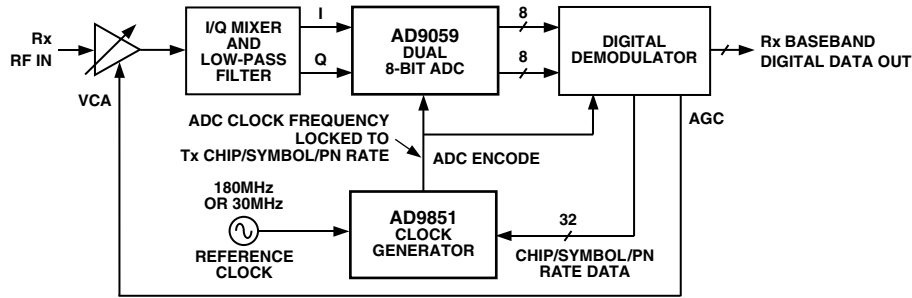 Rx
RF IN
VCA
I/Q MIXER
AND
LOW-PASS
FILTER
I
Q
AD9059
DUAL
8-BIT ADC
8
8
DIGITAL
DEMODULATOR
Rx BASEBAND
DIGITAL DATA OUT
AGC
ADC CLOCK FREQUENCY
LOCKED TO
Tx CHIP/SYMBOL/PN RATE
ADC ENCODE
180MHz
OR 30MHz
REFERENCE
CLOCK
AD9851
CLOCK
GENERATOR
32
CHIP/SYMBOL/PN
RATE DATA